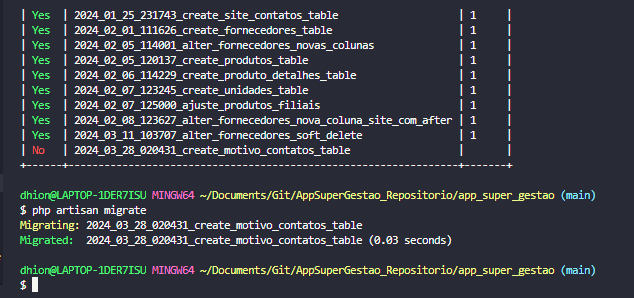 | Yes | 2024_01_25_231743_create_site_contatos_table | 1 |
| Yes | 2024_02_01_111626_create_fornecedores_table | 1 |
| Yes | 2024_02_05_114001_alter_fornecedores_novas_colunas | 1 |
| Yes | 2024_02_05_120137_create_produtos_table | 1 |
| Yes | 2024_02_06_114229_create_produto_detalhes_table | 1 |
| Yes | 2024_02_07_123245_create_unidades_table | 1 |
| Yes | 2024_02_07_125000_ajuste_produtos_filiais | 1 |
| Yes | 2024_02_08_123627_alter_fornecedores_nova_coluna_site_com_after | 1 |
| Yes | 2024_03_11_103707_alter_fornecedores_soft_delete | 1 |
| No | 2024_03_28_020431_create_motivo_contatos_table | |
+------+-----------------------------------------------------------------+-------+
dhion@LAPTOP-1DER7ISU MINGW64 ~/Documents/Git/AppSuperGestao_Repositorio/app_super_gestao (main)
$ php artisan migrate
Migrating: 2024_03_28_020431_create_motivo_contatos_table
Migrated: 2024_03_28_020431_create_motivo_contatos_table (0.03 seconds)
dhion@LAPTOP-1DER7ISU MINGW64 ~/Documents/Git/AppSuperGestao_Repositorio/app_super_gestao (main)
$